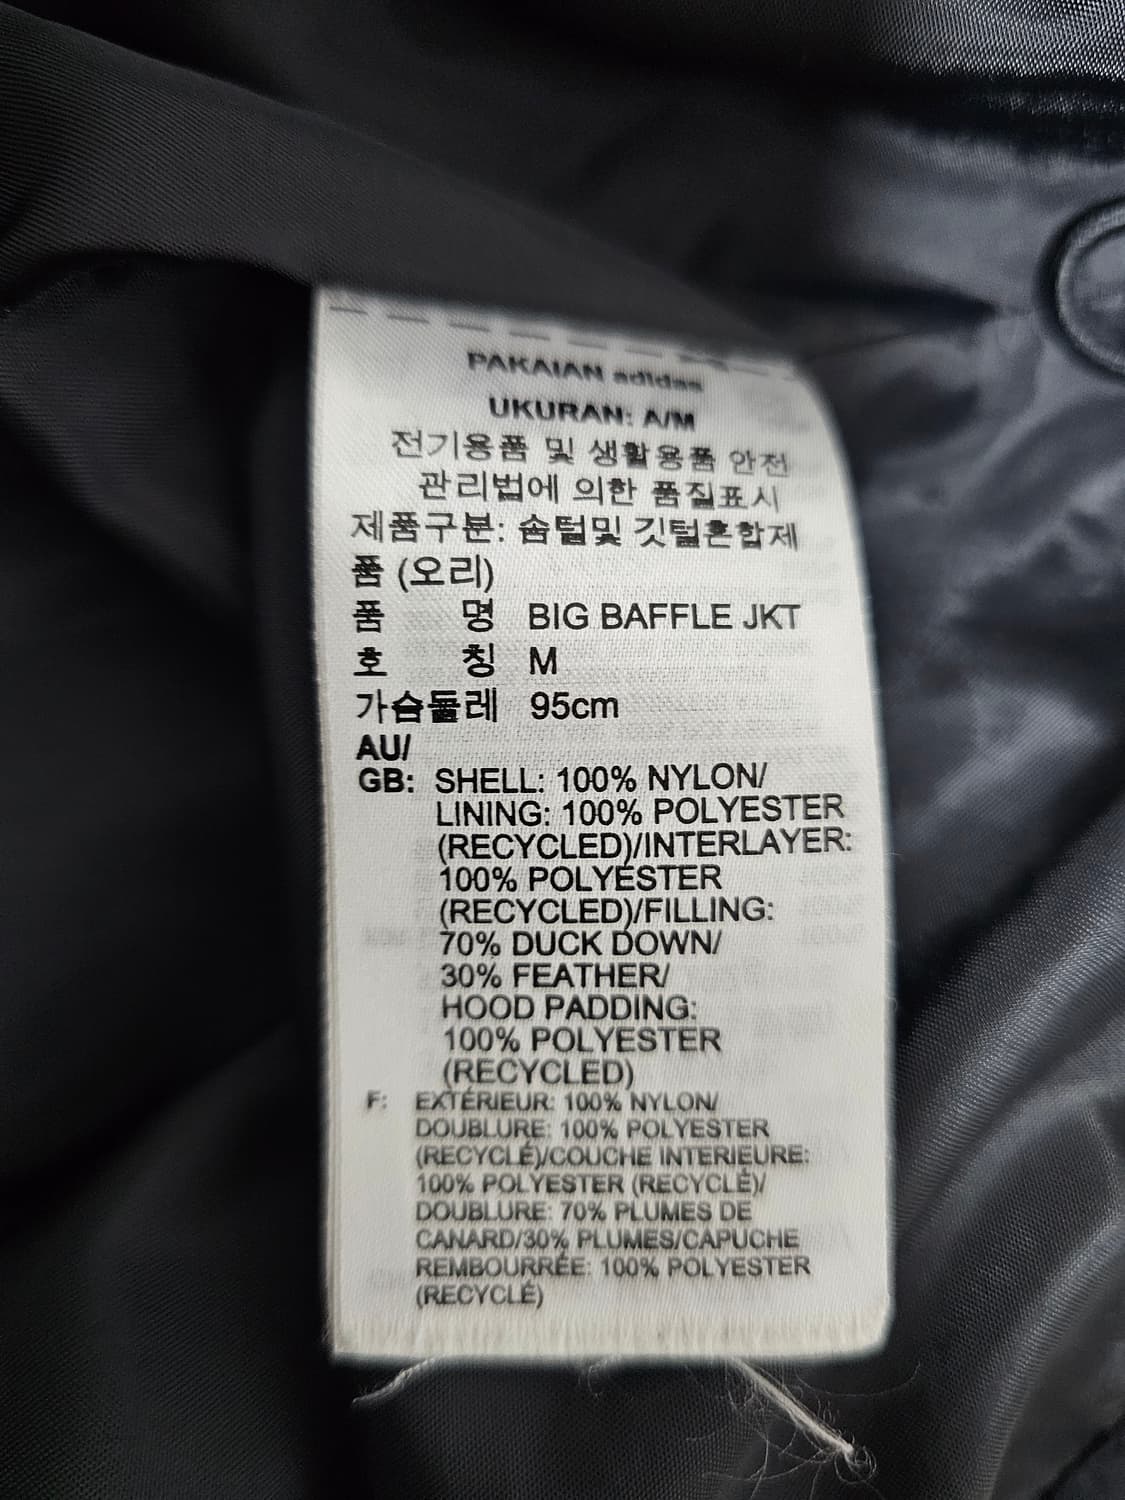 PAKAIAN adidas
UKURAN: A/M
전기용품 및 생활용품 안전
관리법에 의한 품질표시
제품구분: 솜털및 깃털혼합제
품 (오리)
품 명 BIG BAFFLE JKT
호 칭 M
가슴둘레 95cm
AU/
GB: SHELL: 100% NYLON/
LINING: 100% POLYESTER
(RECYCLED)/INTERLAYER:
100% POLYESTER
(RECYCLED)/FILLING:
70% DUCK DOWN/
30% FEATHER/
HOOD PADDING:
100% POLYESTER
(RECYCLED)
F: EXTÉRIEUR: 100% NYLON/
DOUBLURE: 100% POLYESTER
(RECYCLÉ)/COUCHE INTERIEURE:
100% POLYESTER (RECYCLÉ)/
DOUBLURE: 70% PLUMES DE
CANARD/30% PLUMES/CAPUCHE
REMBOURRÉE: 100% POLYESTER
(RECYCLÉ)